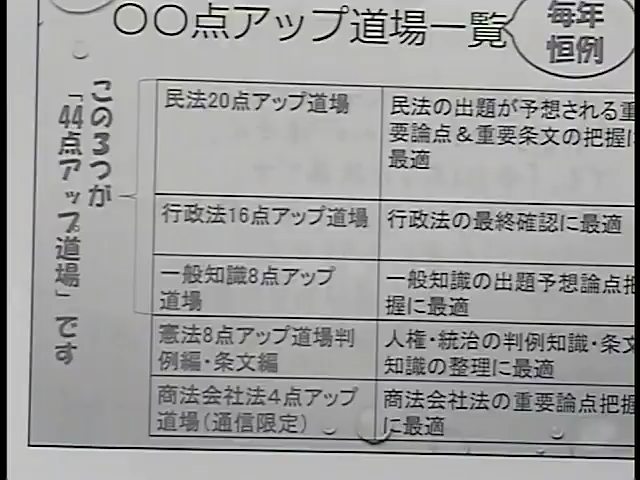 〇〇点アップ道場一覧
毎年
恒例
この3つが
「44点アップ道場」です
民法20点アップ道場
民法の出題が予想される重
要論点&重要条文の把握に
最適
行政法16点アップ道場
行政法の最終確認に最適
一般知識8点アップ
道場
一般知識の出題予想論点把
握に最適
憲法8点アップ道場判
例編・条文編
人権・統治の判例知識・条文
知識の整理に最適
商法会社法4点アップ
道場(通信限定)
商法会社法の重要論点把握
に最適